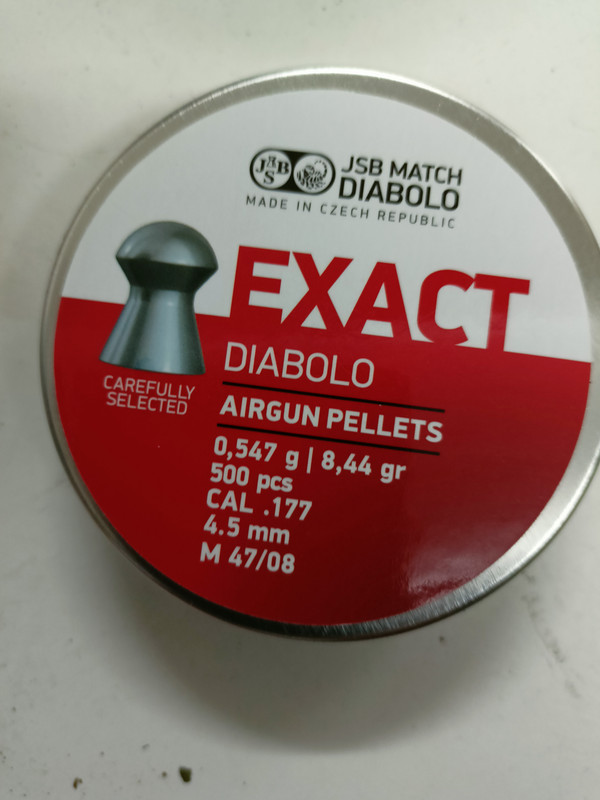 JSB
JSB MATCH
DIABOLO
MADE IN CZECH REPUBLIC
EXACT
DIABOLO
CAREFULLY
SELECTED
AIRGUN PELLETS
0,547 g | 8,44 gr
500 pcs
CAL .177
4.5 mm
M 47/08